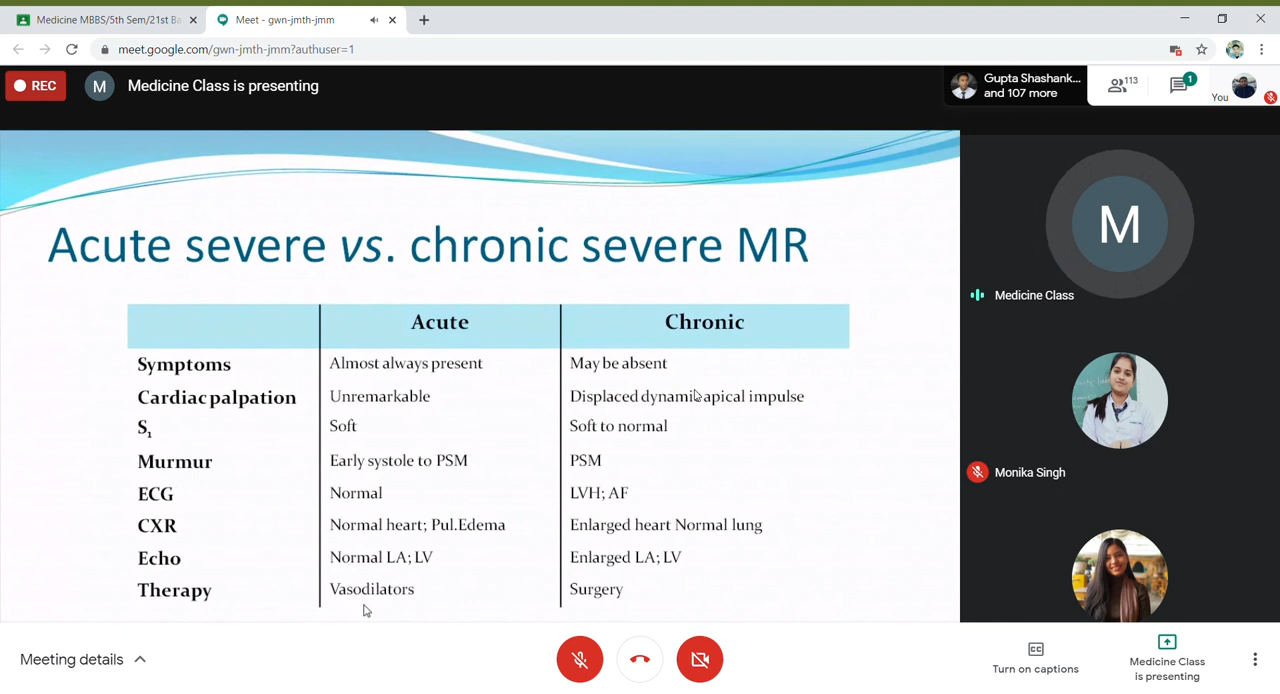 Medicine MBBS/5th Sem/21st Ba
Meet - gwn-jmth-jmm
meet.google.com/gwn-jmth-jmm?authuser=1
REC
M
Medicine Class is presenting
Gupta Shashank...
and 107 more
113
1
You
Acute severe vs. chronic severe MR
Acute Chronic
Symptoms Almost always present May be absent
Cardiac palpation Unremarkable Displaced dynamic apical impulse
S1 Soft Soft to normal
Murmur Early systole to PSM PSM
ECG Normal LVH; AF
CXR Normal heart; Pul.Edema Enlarged heart Normal lung
Echo Normal LA; LV Enlarged LA; LV
Therapy Vasodilators Surgery
M
Medicine Class
Monika Singh
Meeting details
CC
Turn on captions
Medicine Class
is presenting